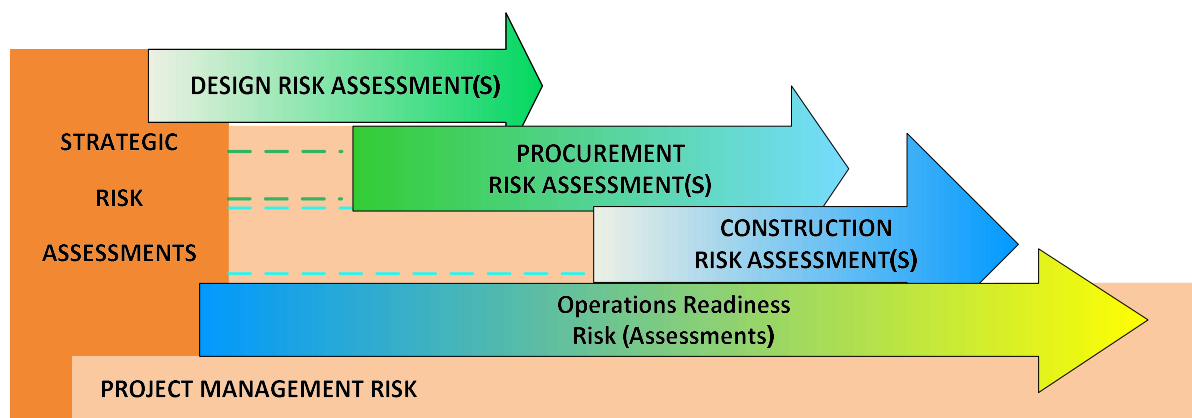 DESIGN RISK ASSESSMENT(S)
STRATEGIC
RISK
ASSESSMENTS
PROCUREMENT
RISK ASSESSMENT(S)
CONSTRUCTION
RISK ASSESSMENT(S)
Operations Readiness
Risk (Assessments)
PROJECT MANAGEMENT RISK